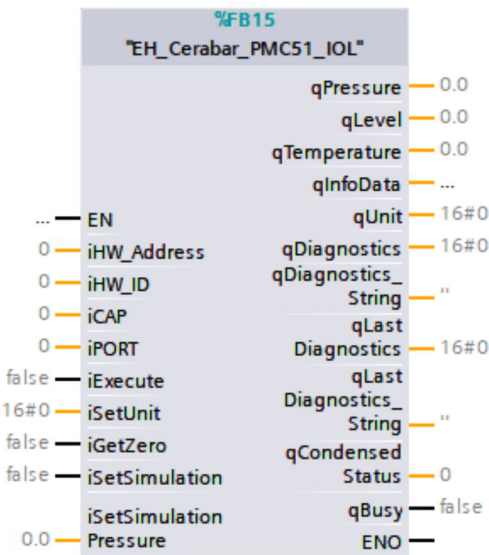 %FB15
"EH_Cerabar_PMC51_IOL"
qPressure 0.0
qLevel 0.0
qTemperature 0.0
qInfoData ...
... EN qUnit 16#0
0 iHW_Address qDiagnostics 16#0
0 iHW_ID qDiagnostics_
String ''
0 iCAP qLast
0 iPORT Diagnostics 16#0
false iExecute qLast
Diagnostics_
16#0 iSetUnit String ''
false iGetZero qCondensed
false iSetSimulation Status 0
iSetSimulation qBusy false
0.0 Pressure ENO